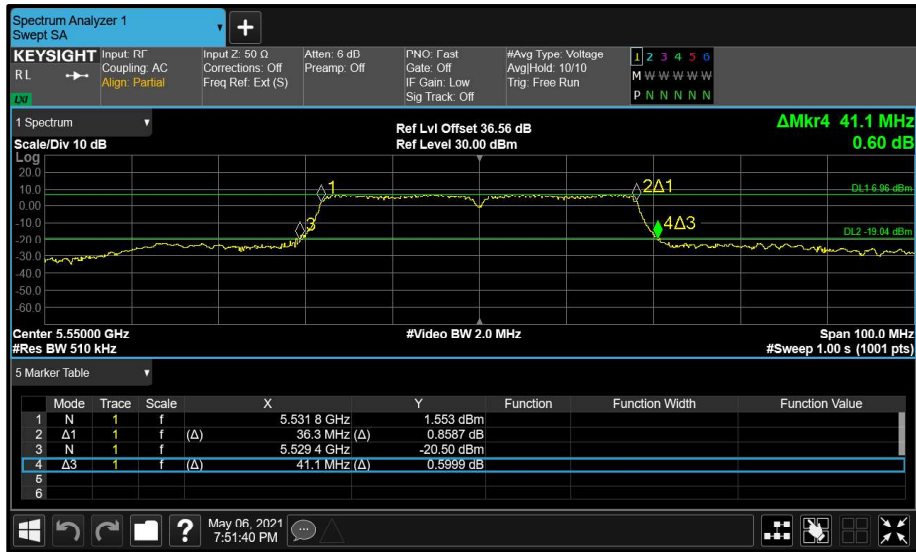 Spectrum Analyzer 1
Swept SA
+
KEYSIGHT
RL
LXI
Input: RF
Coupling: AC
Align: Partial
Input Z: 50 Ω
Corrections: Off
Freq Ref: Ext (S)
Atten: 6 dB
Preamp: Off
PNO: Fast
Gate: Off
IF Gain: Low
Sig Track: Off
#Avg Type: Voltage
Avg|Hold: 10/10
Trig: Free Run
1 2 3 4 5 6
M W W W W W
P N N N N N
1 Spectrum
Scale/Div 10 dB
Ref Lvl Offset 36.56 dB
Ref Level 30.00 dBm
ΔMkr4 41.1 MHz
0.60 dB
Log
20.0
10.0
0.00
-10.0
-20.0
-30.0
-40.0
-50.0
-60.0
1
2Δ1
DL1 6.96 dBm
3
4Δ3
DL2 -19.04 dBm
Center 5.55000 GHz
#Video BW 2.0 MHz
Span 100.0 MHz
#Res BW 510 kHz
#Sweep 1.00 s (1001 pts)
5 Marker Table
Mode Trace Scale X Y Function Function Width Function Value
1 N 1 f 5.531 8 GHz 1.553 dBm
2 Δ1 1 f (Δ) 36.3 MHz (Δ) 0.8587 dB
3 N 1 f 5.529 4 GHz -20.50 dBm
4 Δ3 1 f (Δ) 41.1 MHz (Δ) 0.5999 dB
5
6
?
May 06, 2021
7:51:40 PM